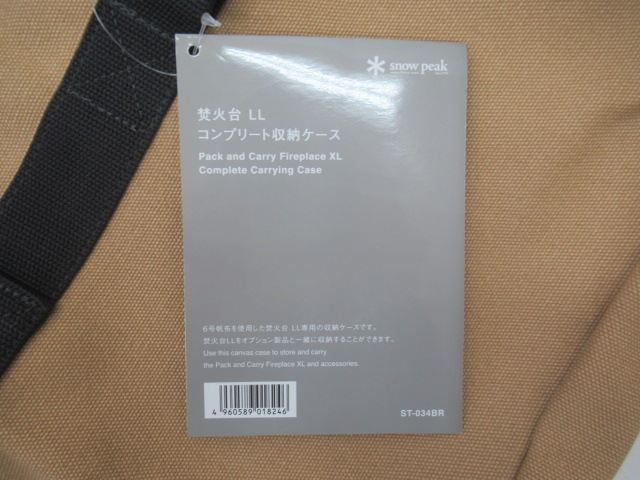 snow peak
焚火台 LL
コンプリート収納ケース
Pack and Carry Fireplace XL
Complete Carrying Case
6号帆布を使用した焚火台 LL専用の収納ケースです。
焚火台LLをオプション製品と一緒に収納することができます。
Use this canvas case to store and carry
the Pack and Carry Fireplace XL and accessories.
4 960589 018246
ST-034BR